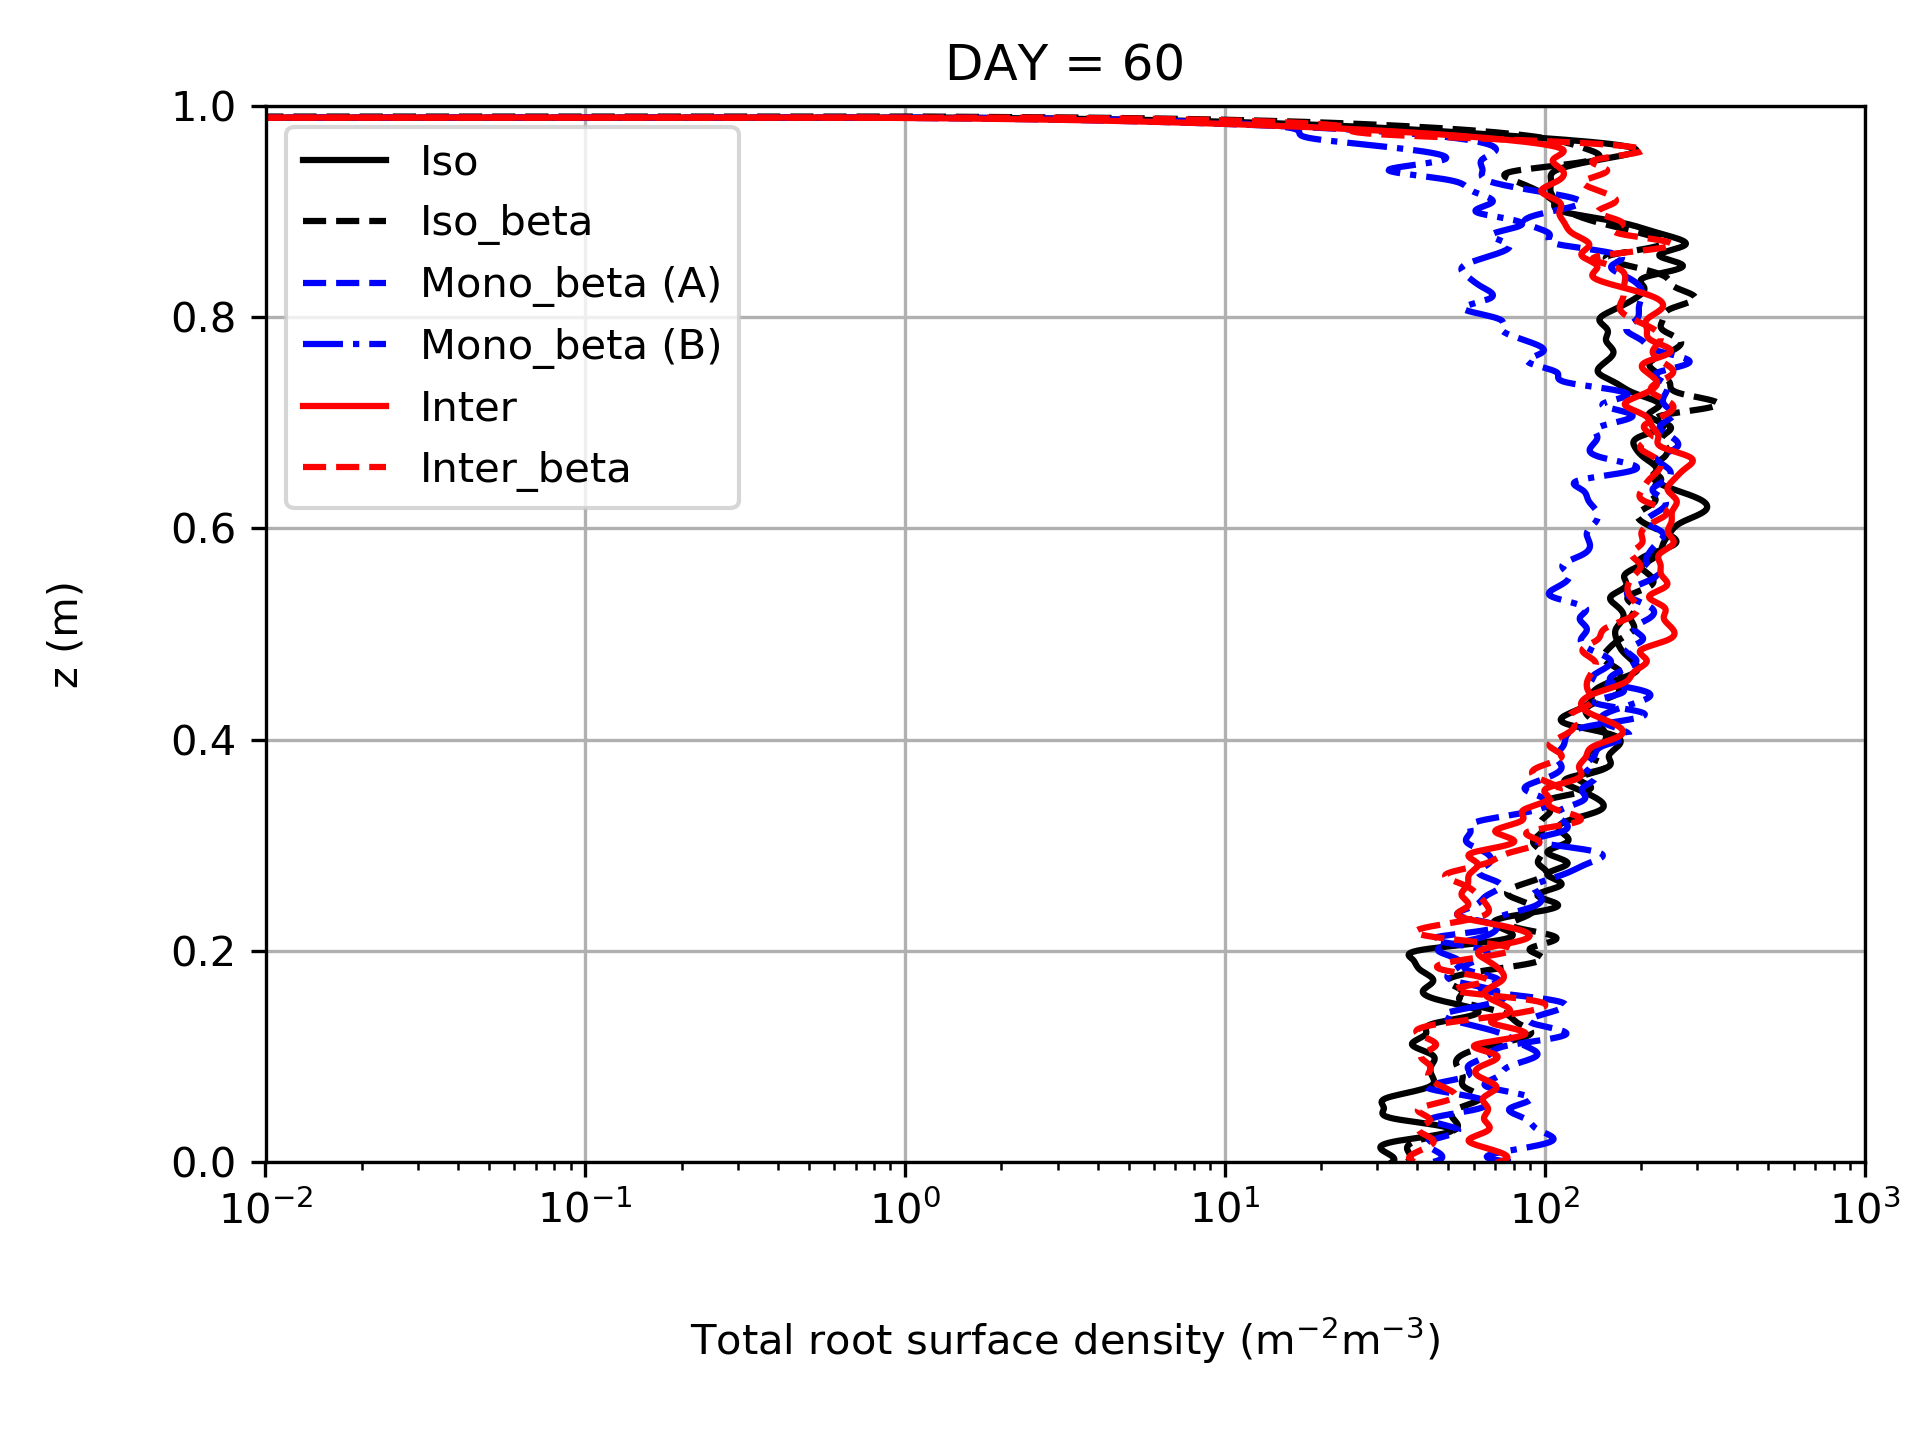 DAY = 60
1.0
0.8
0.6
0.4
0.2
0.0
z (m)
Iso
Iso_beta
Mono_beta (A)
Mono_beta (B)
Inter
Inter_beta
10⁻² 10⁻¹ 10⁰ 10¹ 10² 10³
Total root surface density (m⁻²m⁻³)